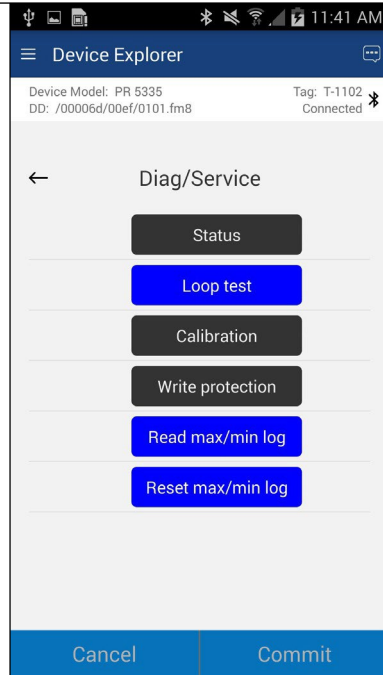 11:41 AM
Device Explorer
Device Model: PR 5335
Tag: T-1102
DD: /00006d/00ef/0101.fm8
Connected
Diag/Service
Status
Loop test
Calibration
Write protection
Read max/min log
Reset max/min log
Cancel
Commit